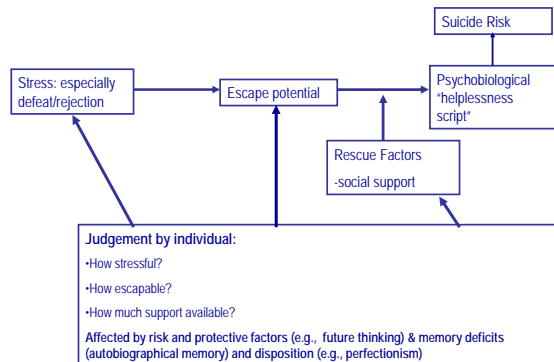 Suicide Risk
Stress: especially
defeat/rejection
Escape potential
Psychobiological
“helplessness
script”
Rescue Factors
-social support
Judgement by individual:
•How stressful?
•How escapable?
•How much support available?
Affected by risk and protective factors (e.g., future thinking) & memory deficits
(autobiographical memory) and disposition (e.g., perfectionism)